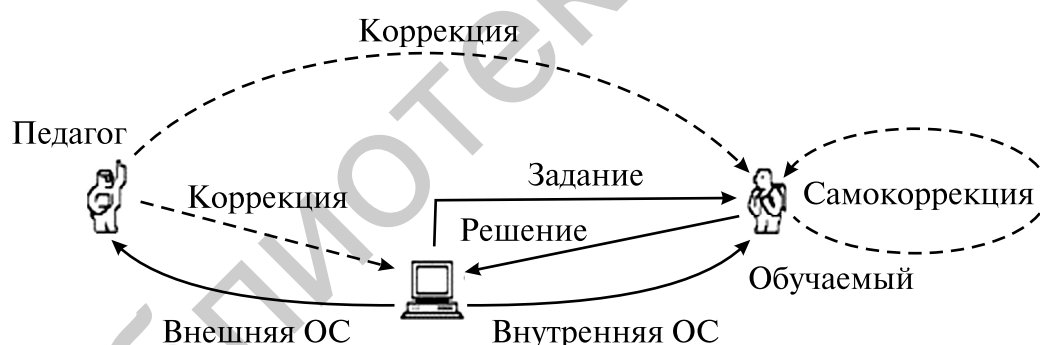 Коррекция
Педагог
Задание
Коррекция
Самокоррекция
Решение
Обучаемый
Внешняя ОС
Внутренняя ОС